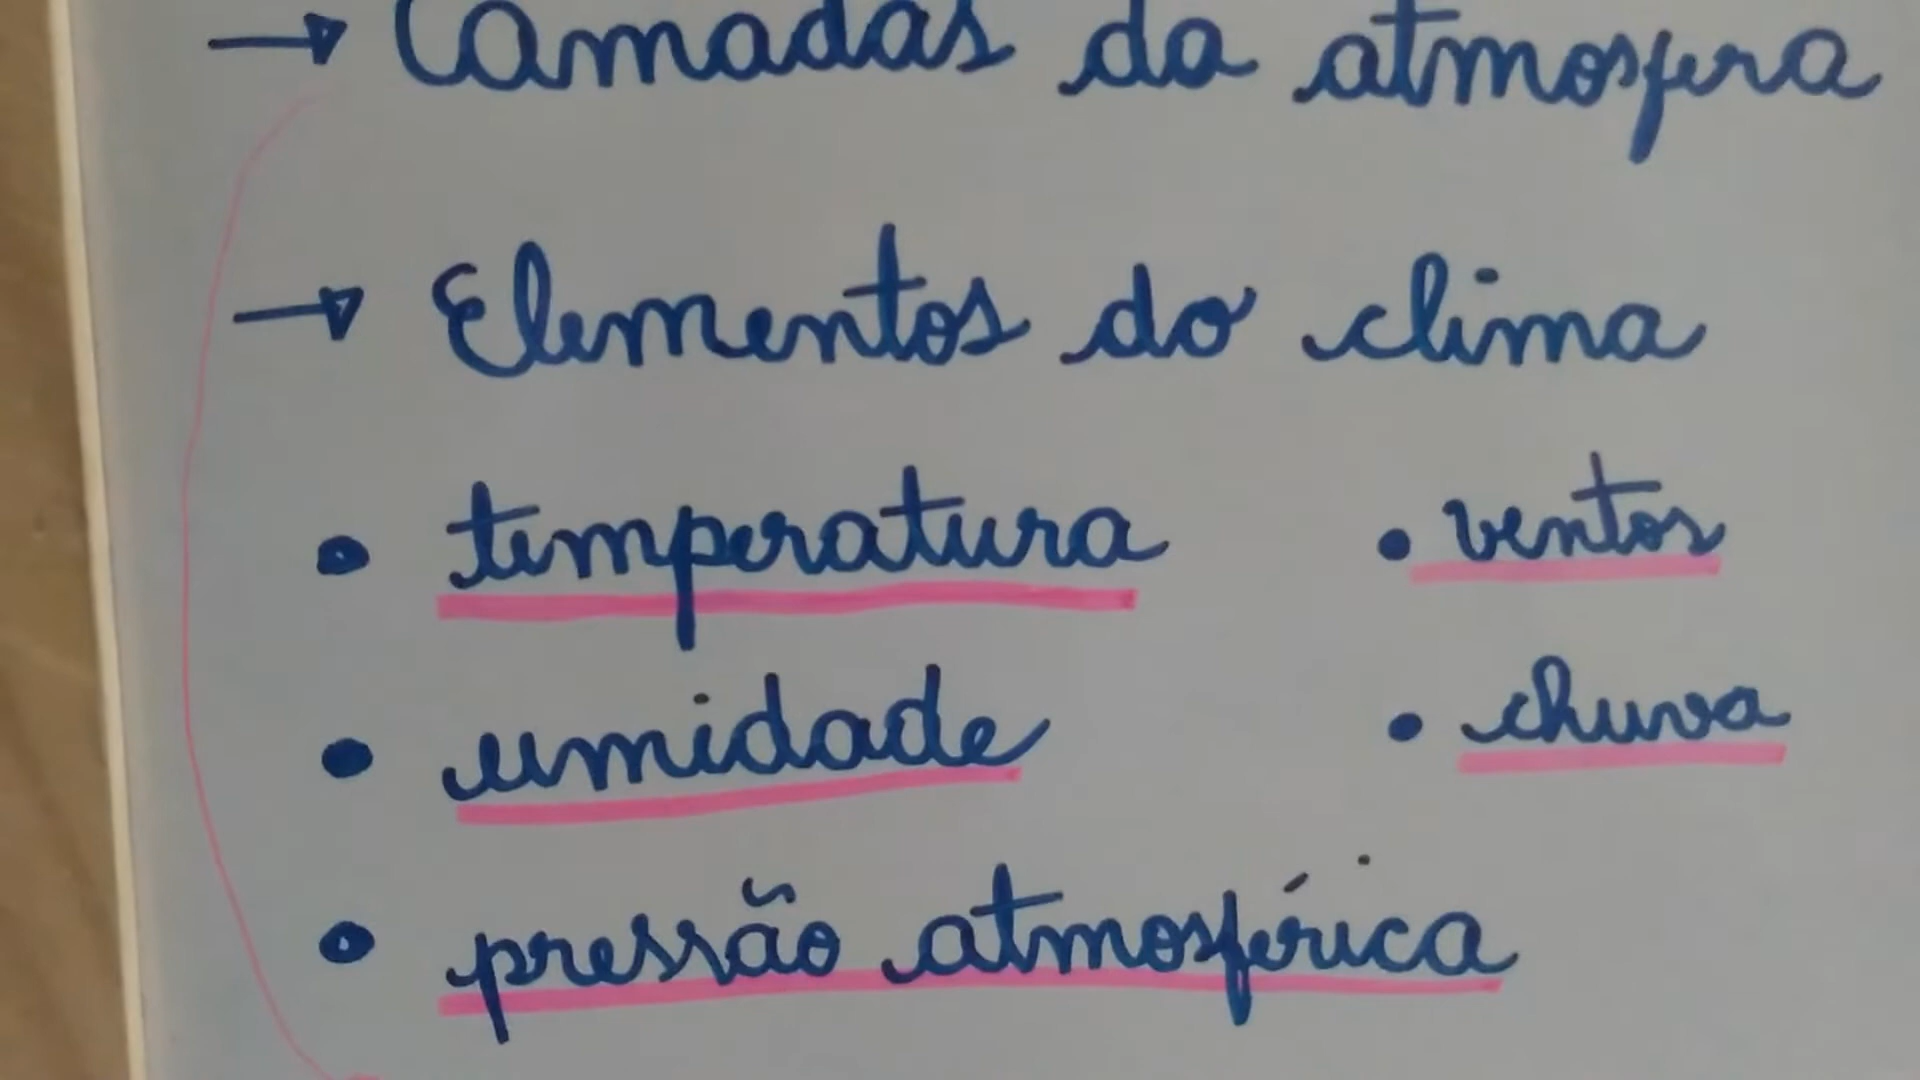 → Camadas da atmosfera
→ Elementos do clima
• temperatura • ventos
• umidade • chuva
• pressão atmosférica